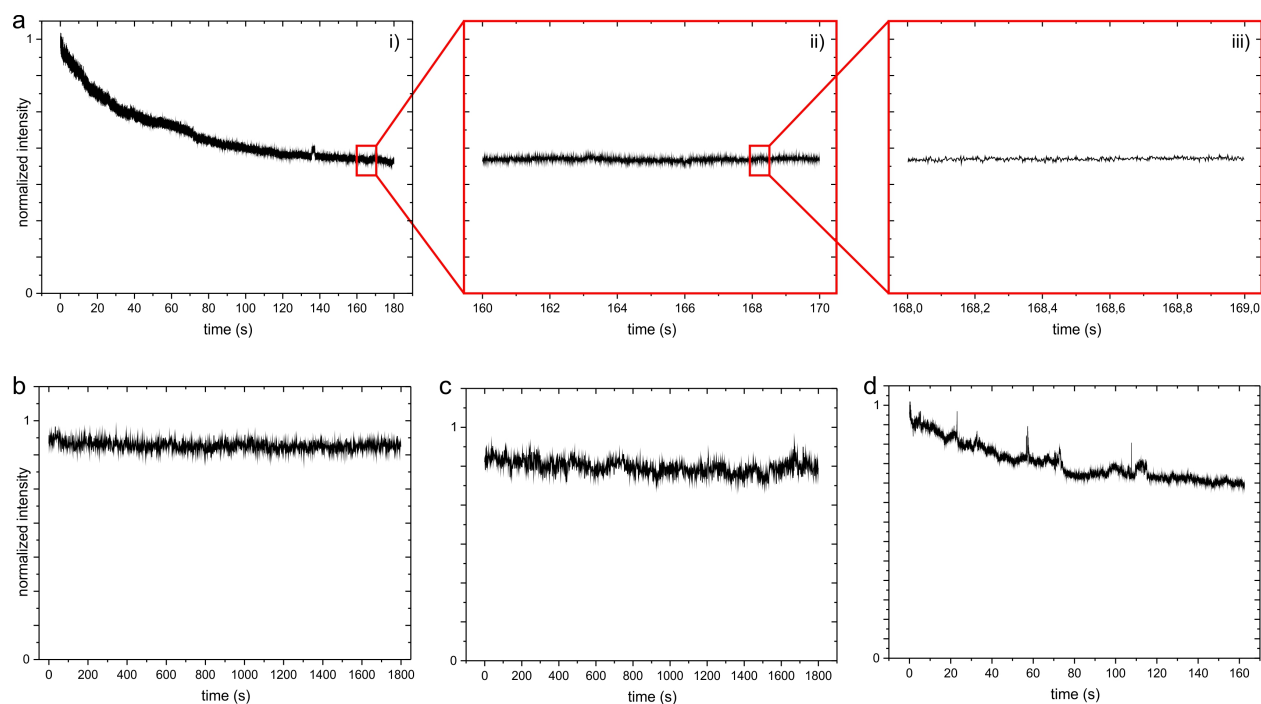 a
i)
ii)
iii)
normalized intensity
1
0
0 20 40 60 80 100 120 140 160 180
time (s)
160 162 164 166 168 170
time (s)
168,0 168,2 168,4 168,6 168,8 169,0
time (s)
b
normalized intensity
1
0
0 200 400 600 800 1000 1200 1400 1600 1800
time (s)
c
1
0
0 200 400 600 800 1000 1200 1400 1600 1800
time (s)
d
1
0
0 20 40 60 80 100 120 140 160
time (s)